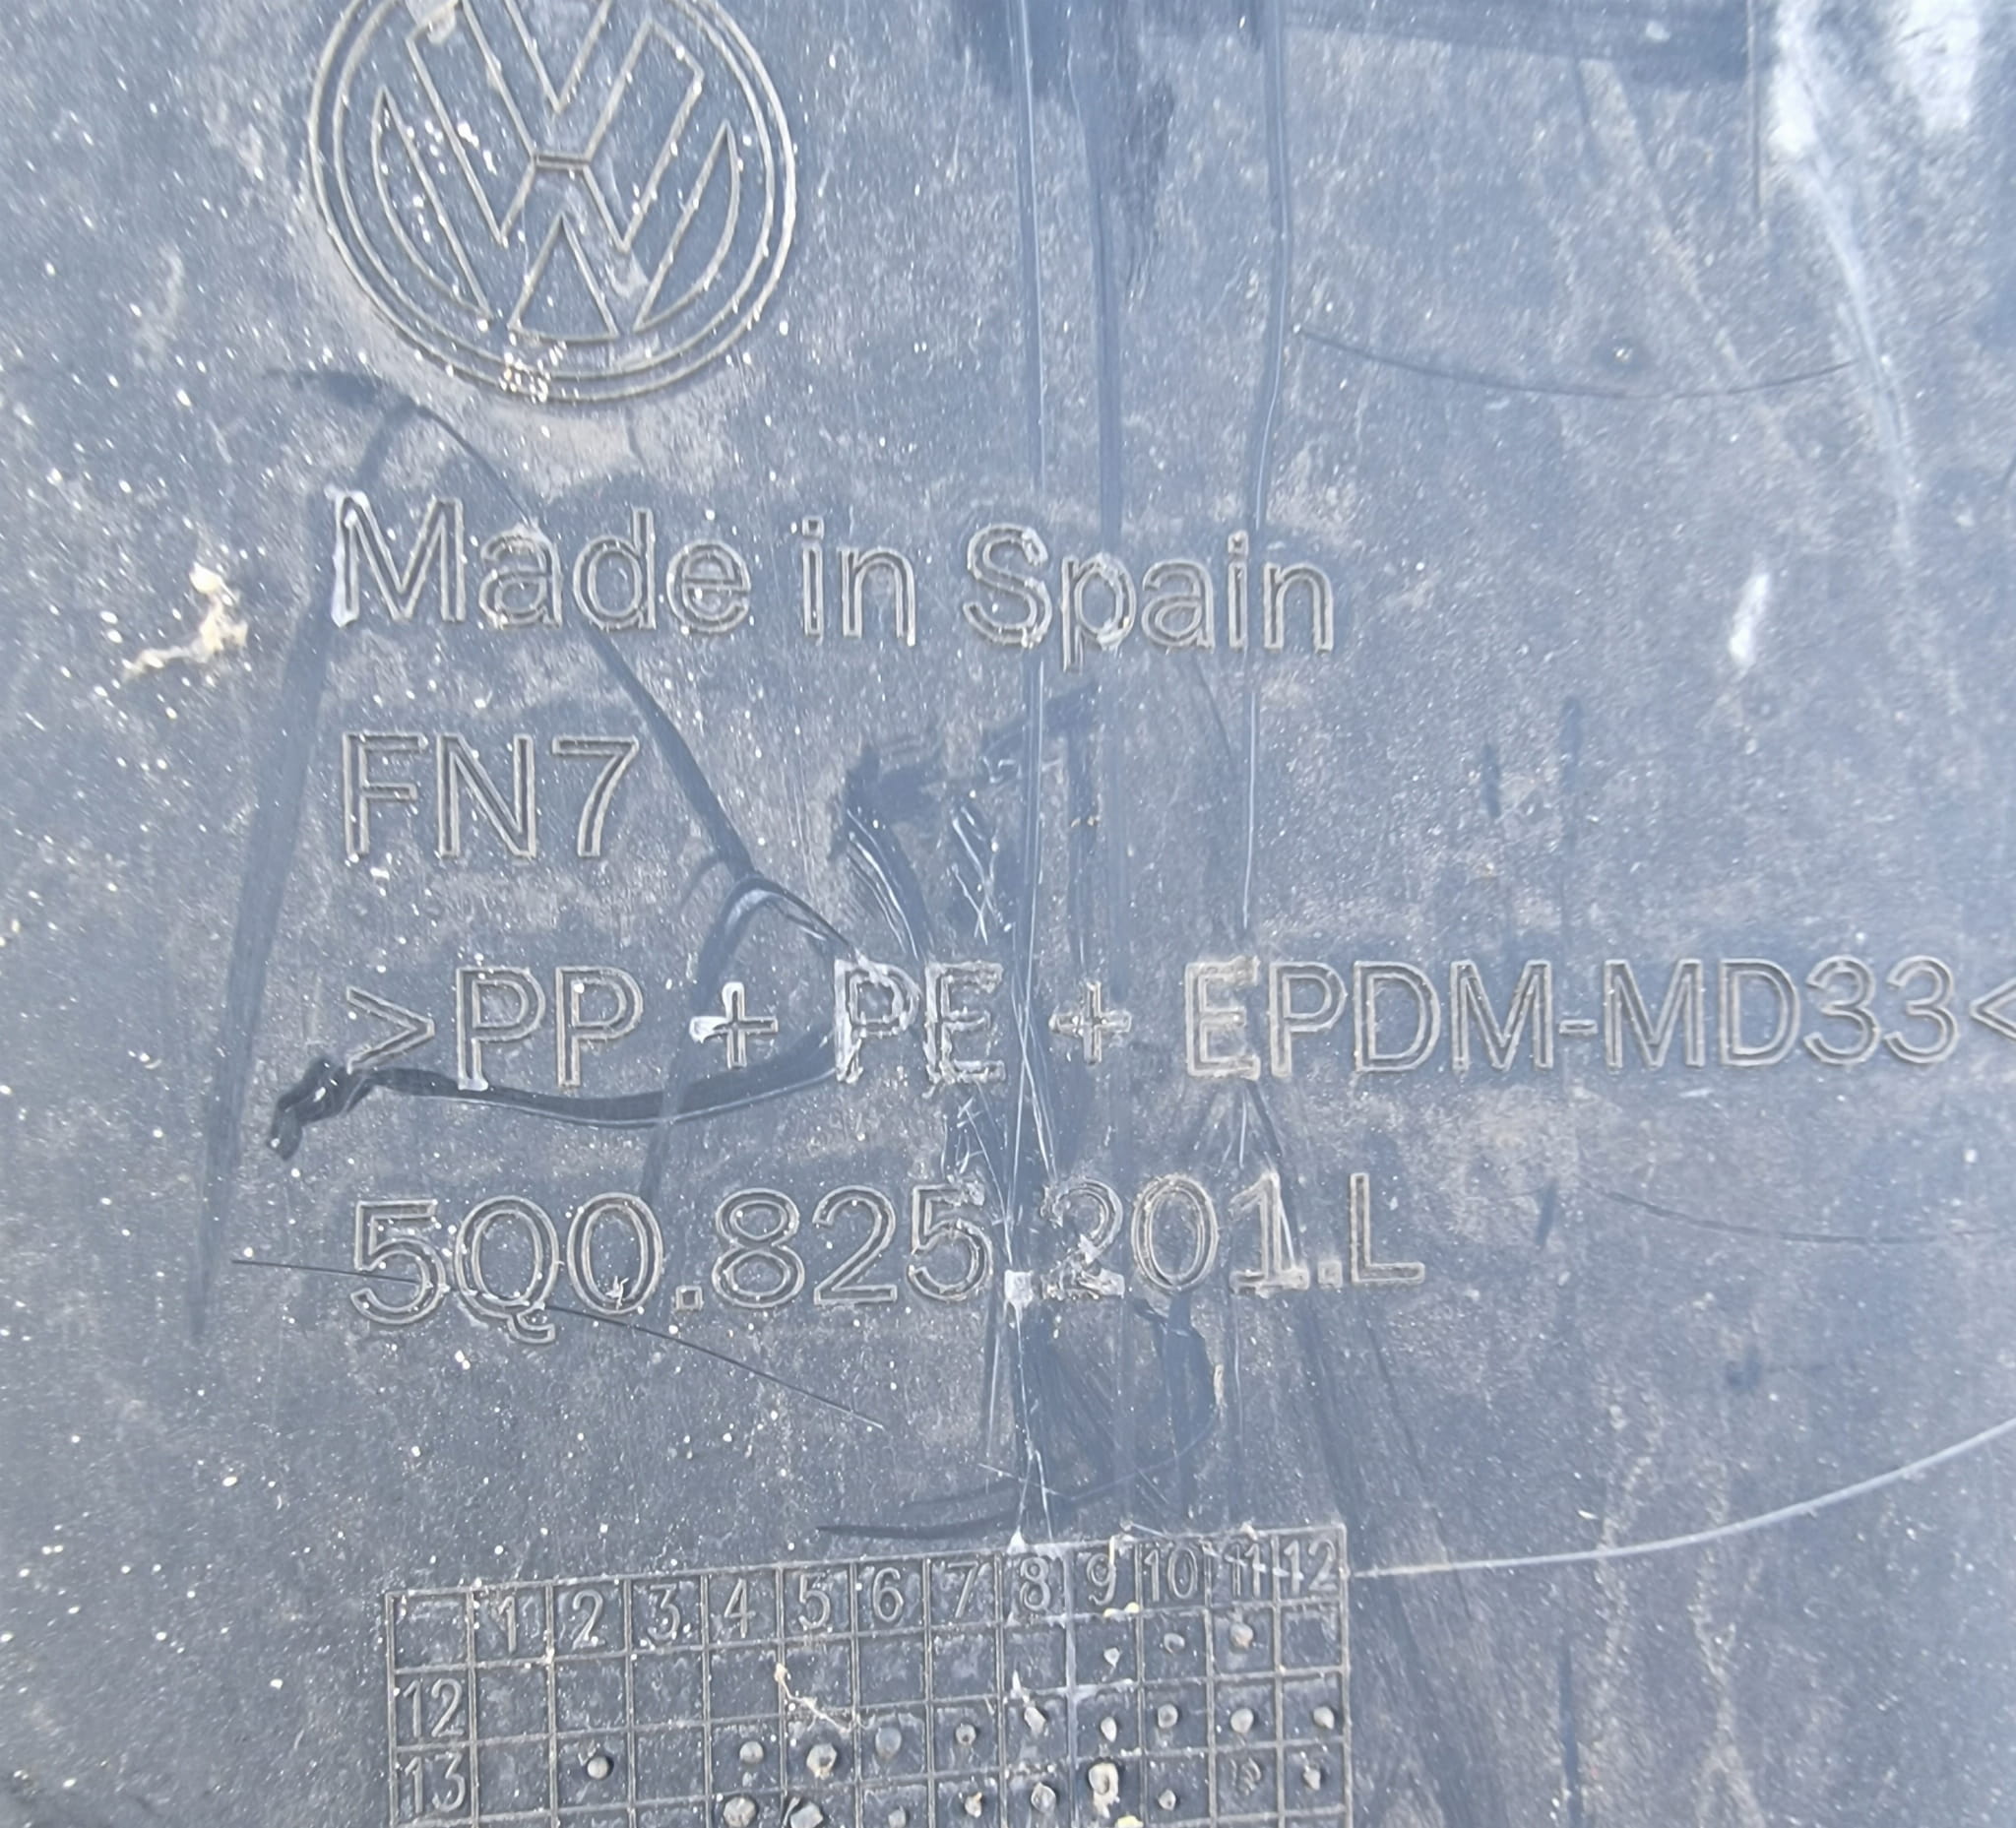 Made in Spain
FN7
>PP + PE + EPDM-MD33<
5Q0.825.201.L
1 2 3 4 5 6 7 8 9 10 11 12
12
13